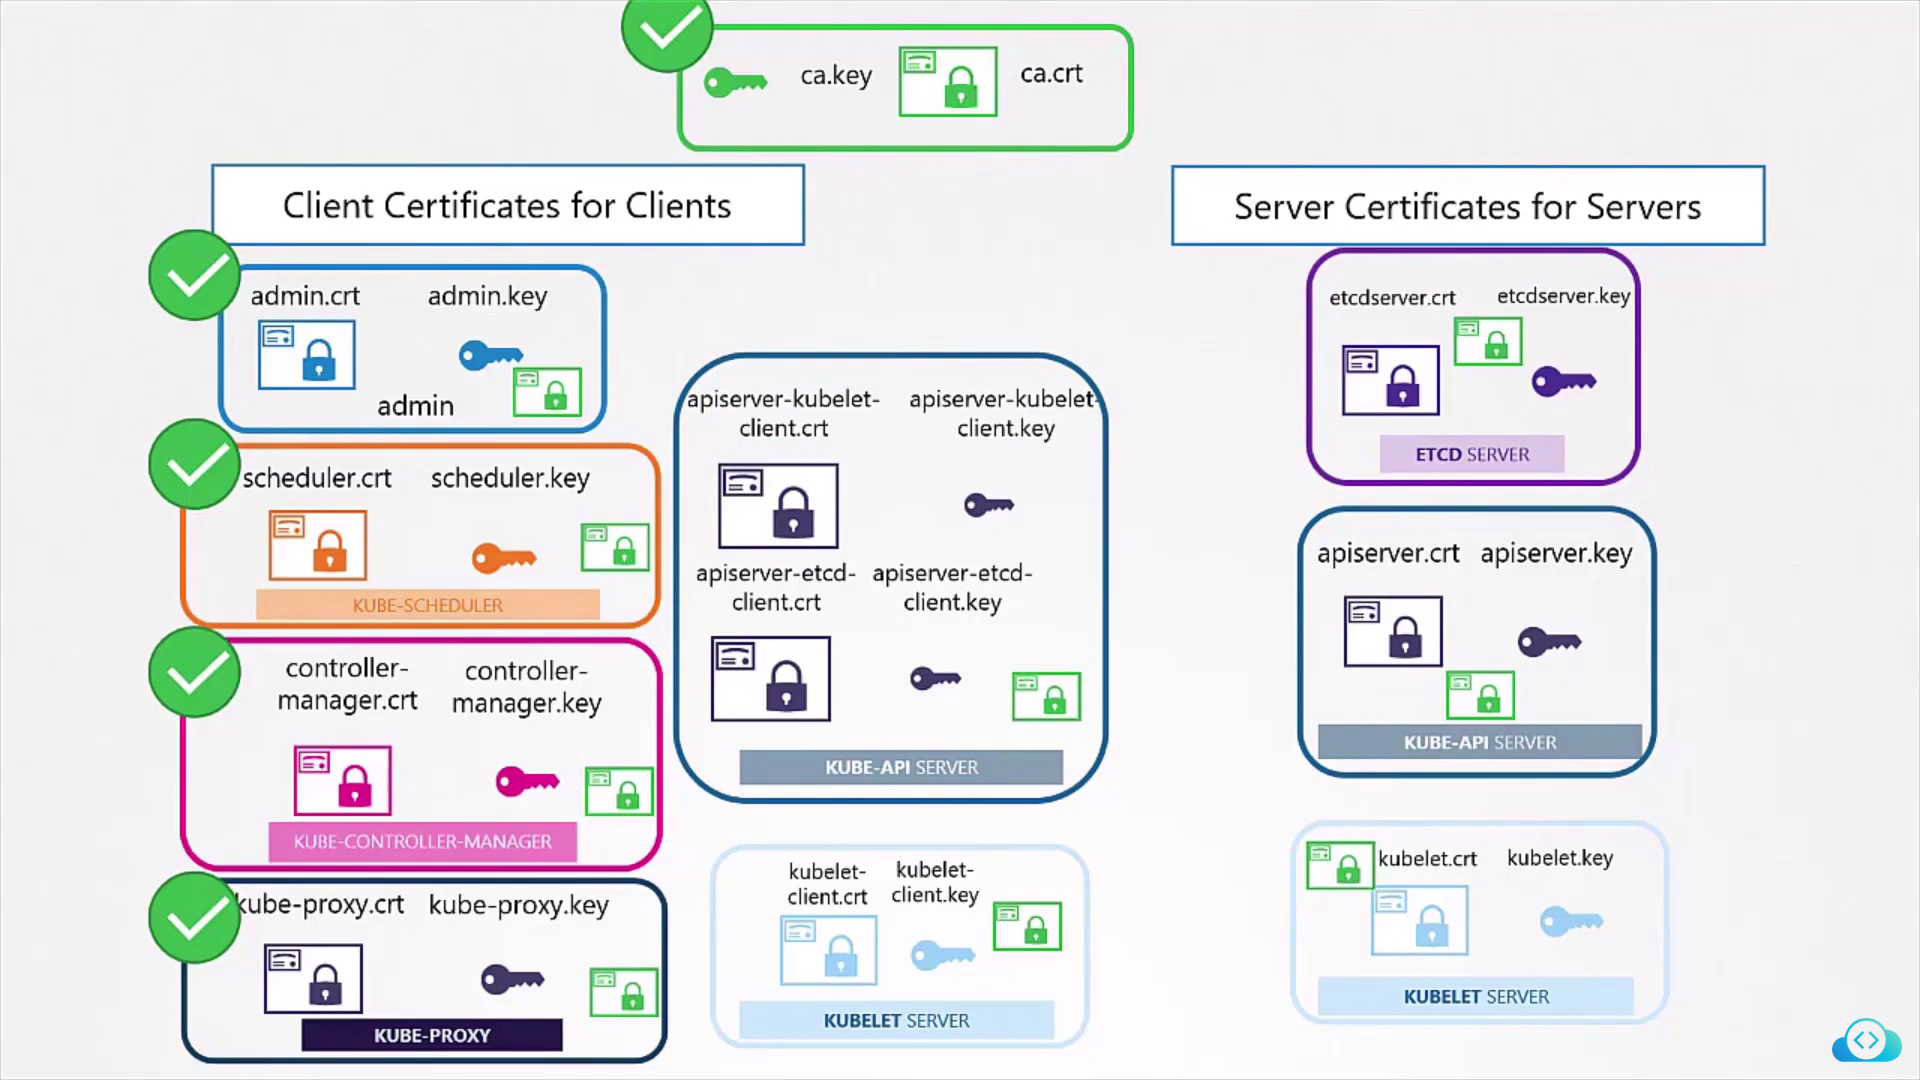 ca.key
ca.crt
Client Certificates for Clients
Server Certificates for Servers
admin.crt
admin.key
admin
scheduler.crt
scheduler.key
KUBE-SCHEDULER
controller-
manager.crt
controller-
manager.key
KUBE-CONTROLLER-MANAGER
kube-proxy.crt
kube-proxy.key
KUBE-PROXY
apiserver-kubelet-
client.crt
apiserver-kubelet-
client.key
apiserver-etcd-
client.crt
apiserver-etcd-
client.key
KUBE-API SERVER
kubelet-
client.crt
kubelet-
client.key
KUBELET SERVER
etcdserver.crt
etcdserver.key
ETCD SERVER
apiserver.crt
apiserver.key
KUBE-API SERVER
kubelet.crt
kubelet.key
KUBELET SERVER